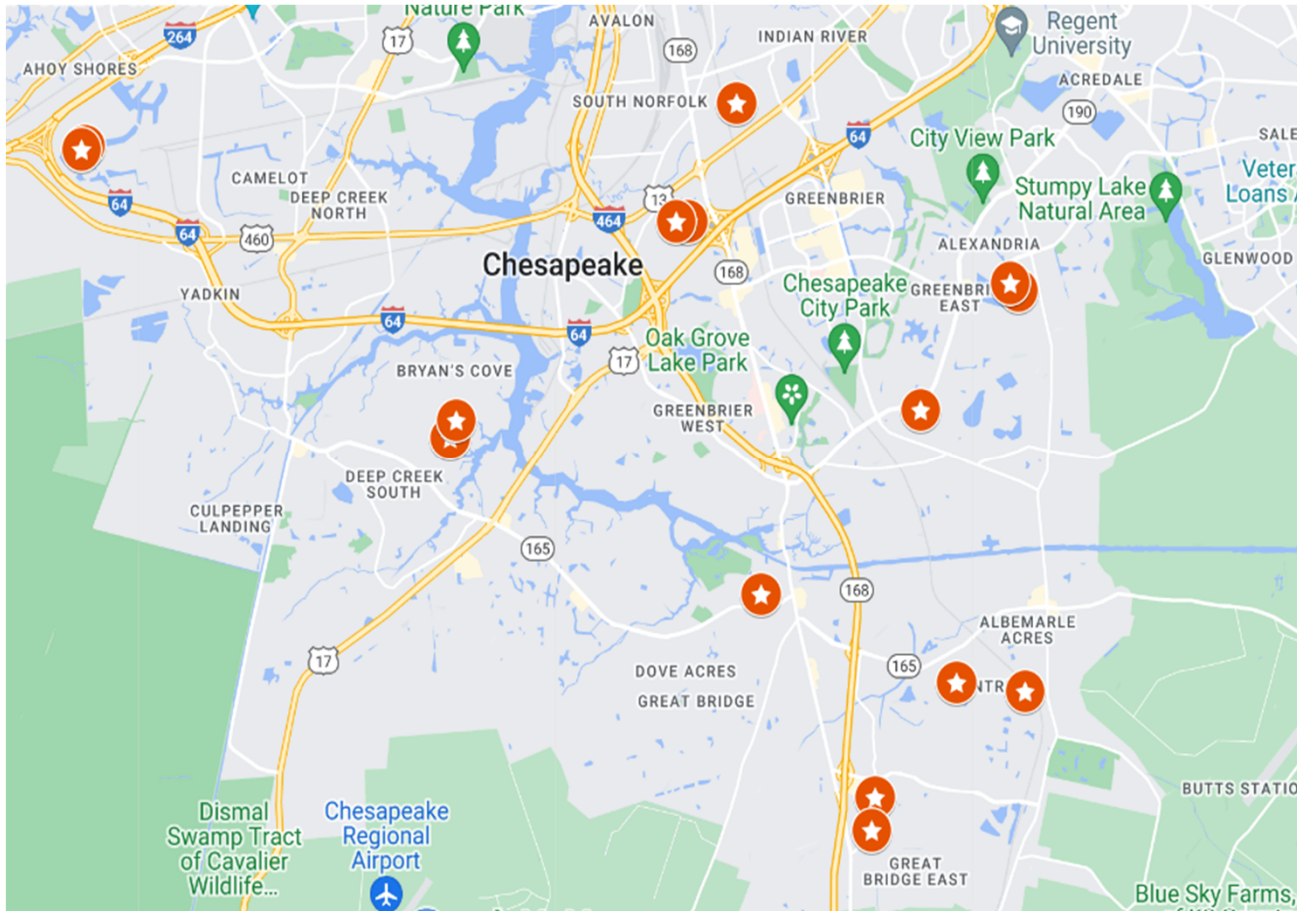 Nature Park
AVALON
264
17
168
INDIAN RIVER
Regent
University
AHOY SHORES
ACREDALE
SOUTH NORFOLK
190
64
SALE
City View Park
CAMELOT
DEEP CREEK
NORTH
64
13
GREENBRIER
Stumpy Lake
Natural Area
Veter
Loans
464
64
460
ALEXANDRIA
Chesapeake
168
GLENWOOD
Chesapeake
City Park
GREENBRI
EAST
YADKIN
64
64
Oak Grove
Lake Park
17
BRYAN'S COVE
GREENBRIER
WEST
DEEP CREEK
SOUTH
CULPEPPER
LANDING
165
168
ALBEMARLE
ACRES
17
165
DOVE ACRES
GREAT BRIDGE
NTR
BUTTS STATIO
Dismal
Swamp Tract
of Cavalier
Wildlife...
Chesapeake
Regional
Airport
GREAT
BRIDGE EAST
Blue Sky Farms,